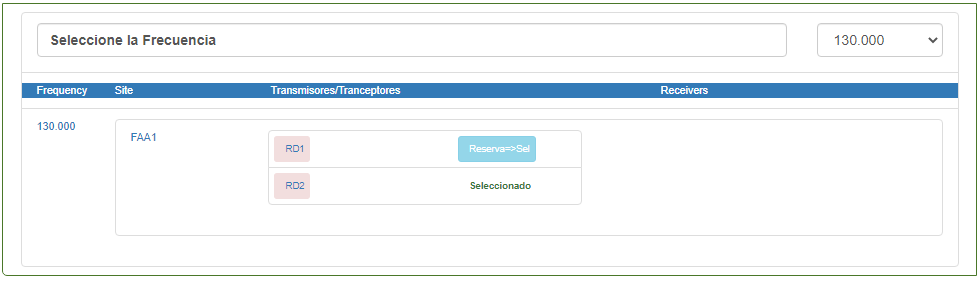 Seleccione la Frecuencia 130.000
Frequency Site Transmisores/Tranceptores Receivers
130.000
FAA1
RD1 Reserva=>Sel
RD2 Seleccionado